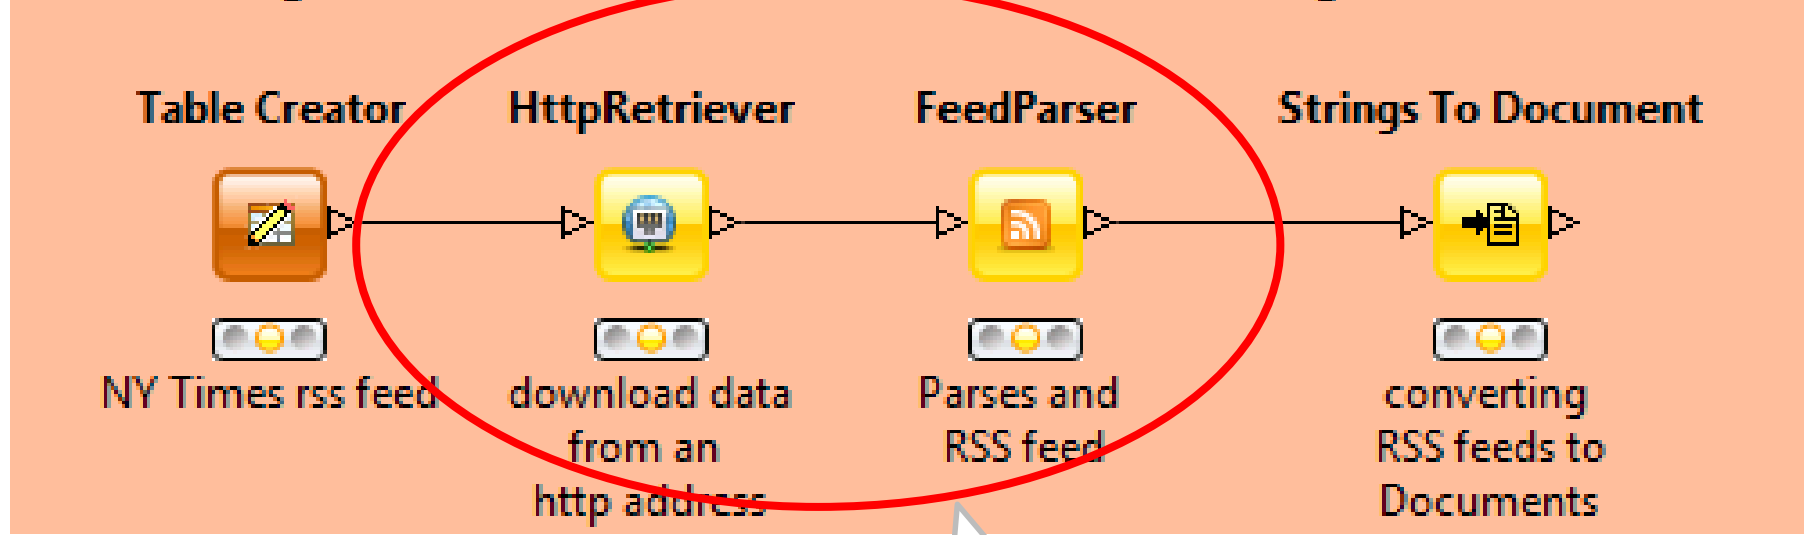 Table Creator HttpRetriever FeedParser Strings To Document
NY Times rss feed
download data
from an
http address
Parses and
RSS feed
converting
RSS feeds to
Documents